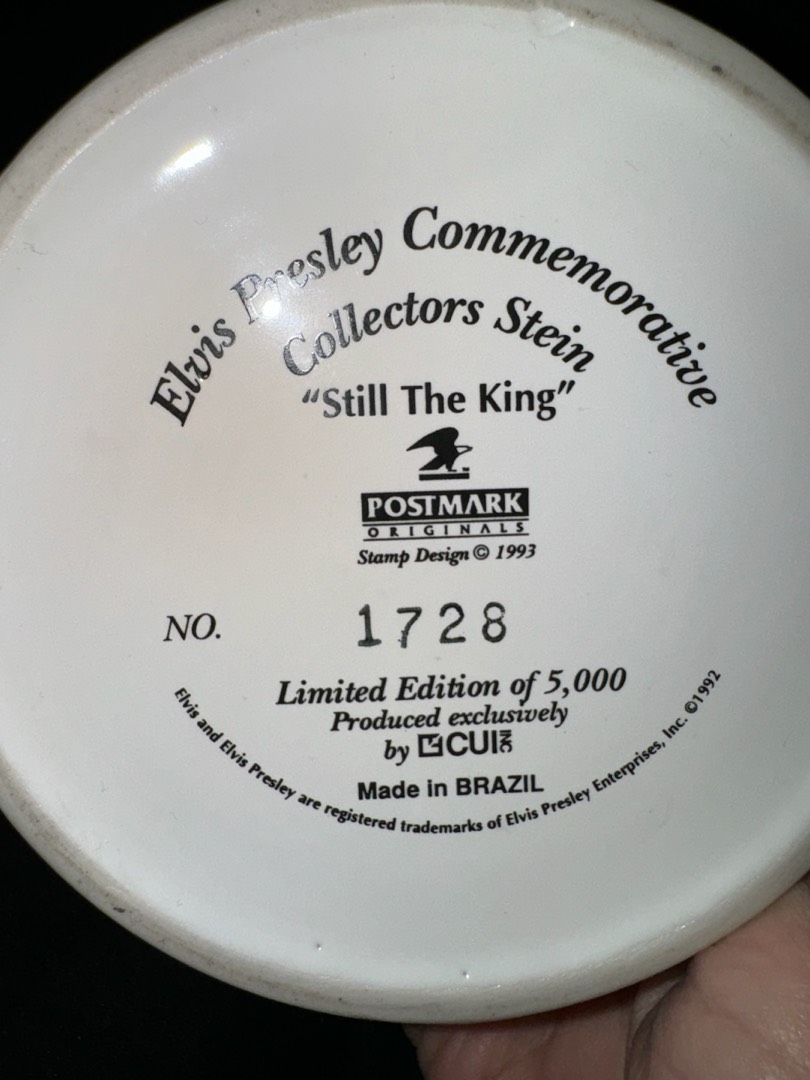 Elvis Presley Commemorative
Collectors Stein
"Still The King"
POSTMARK
ORIGINALS
Stamp Design © 1993
NO. 1728
Limited Edition of 5,000
Produced exclusively
by CUI INC
Made in BRAZIL
Elvis and Elvis Presley are registered trademarks of Elvis Presley Enterprises, Inc. ©1992